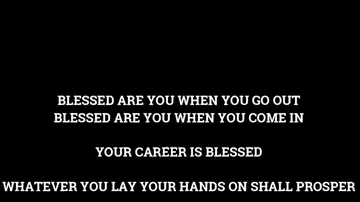 BLESSED ARE YOU WHEN YOU GO OUT
BLESSED ARE YOU WHEN YOU COME IN
YOUR CAREER IS BLESSED
WHATEVER YOU LAY YOUR HANDS ON SHALL PROSPER